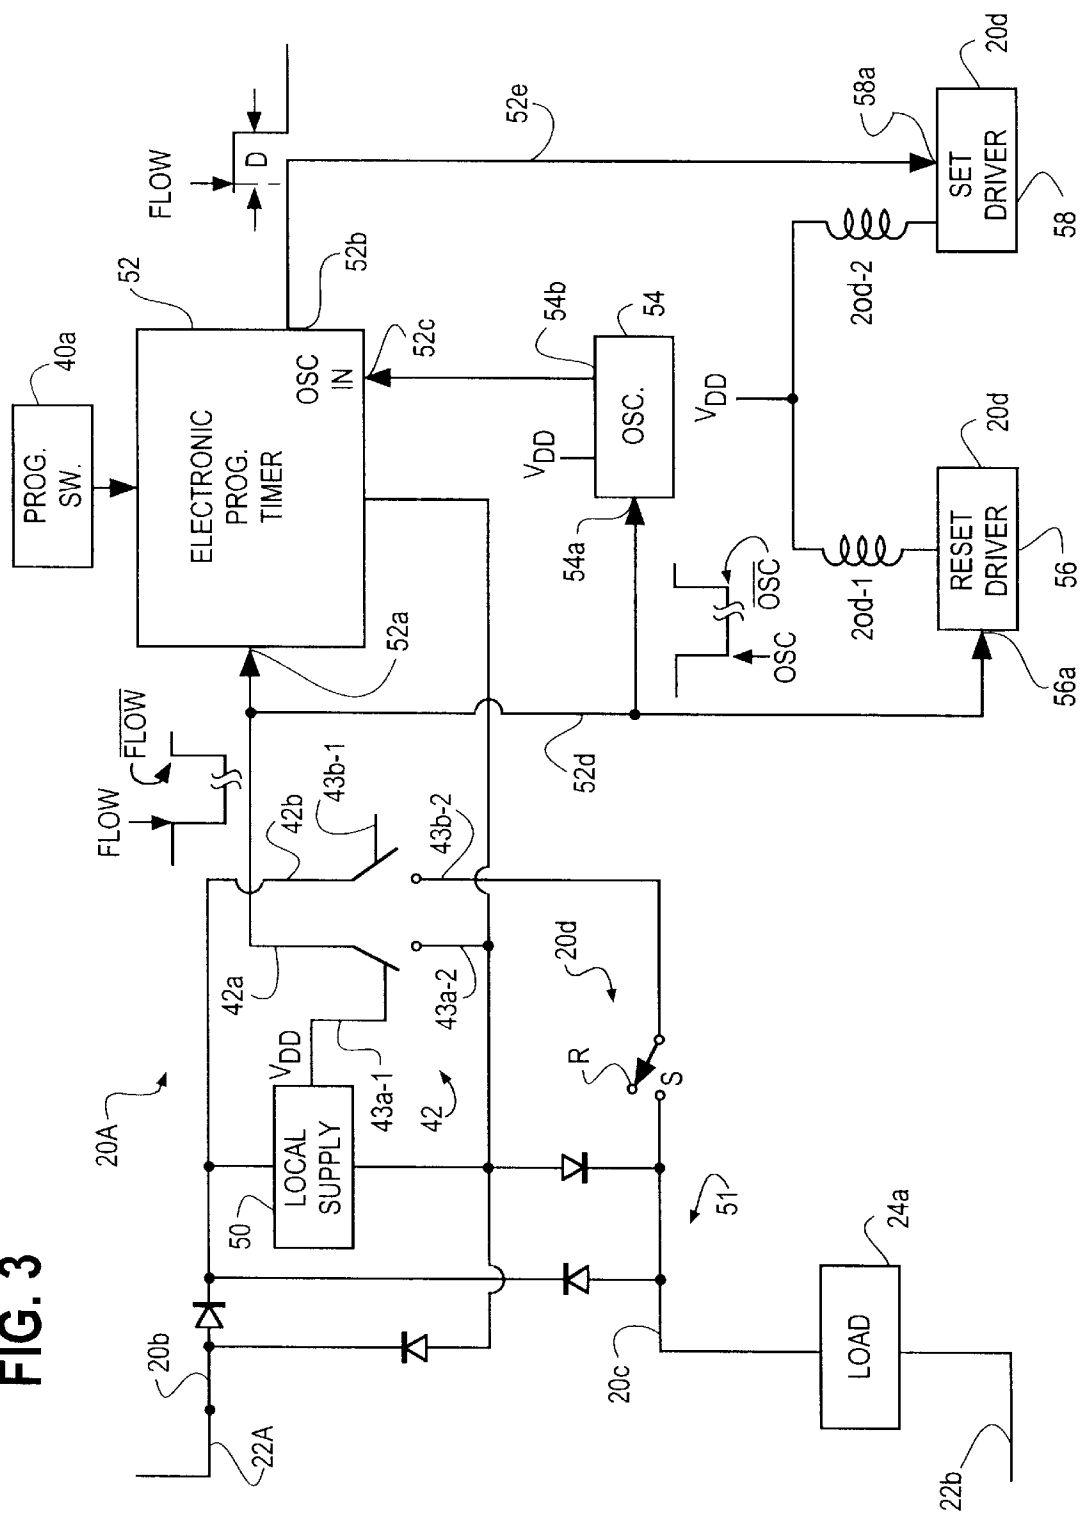 FIG. 3
22A
20b
20A
FLOW
FLOW
PROG.
SW.
40a
52
FLOW
D
ELECTRONIC
PROG.
TIMER
OSC
IN
52a
52b
52c
52e
50
LOCAL
SUPPLY
VDD
42a
42b
43a-1
43b-1
43a-2
43b-2
42
52d
VDD
54a
OSC.
54b
54
20d
R
S
51
OSC
OSC
VDD
20c
2od-1
2od-2
58a
LOAD
24a
22b
56a
RESET
DRIVER
56
20d
SET
DRIVER
58
20d